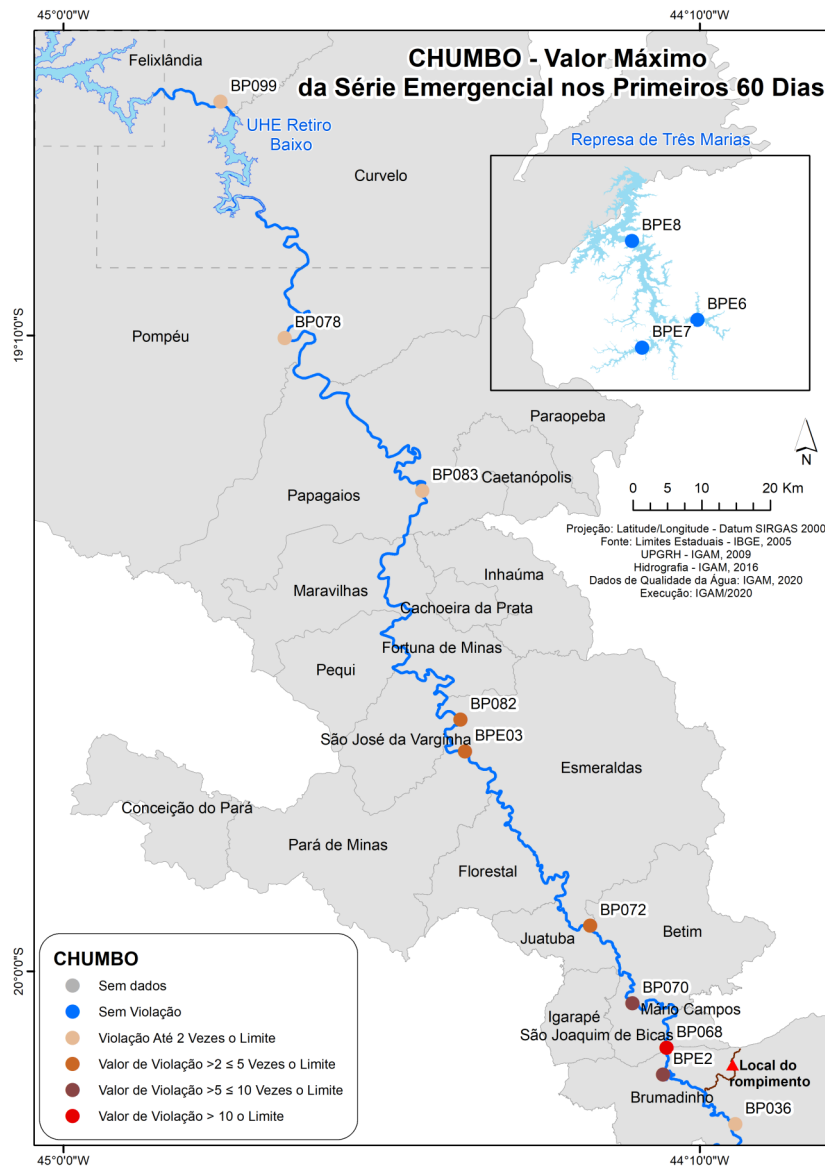 45°0'0"W
44°10'0"W
CHUMBO - Valor Máximo
da Série Emergencial nos Primeiros 60 Dias
Felixlândia
BP099
UHE Retiro
Baixo
Curvelo
Represa de Três Marias
BPE8
BPE6
BPE7
19°10'0"S
Pompéu
BP078
Paraopeba
BP083
Caetanópolis
Papagaios
N
0 5 10 20 Km
Projeção: Latitude/Longitude - Datum SIRGAS 2000
Fonte: Limites Estaduais - IBGE, 2005
UPGRH - IGAM, 2009
Hidrografia - IGAM, 2016
Dados de Qualidade da Água: IGAM, 2020
Execução: IGAM/2020
Inhaúma
Maravilhas
Cachoeira da Prata
Fortuna de Minas
Pequi
BP082
São José da Varginha
BPE03
Esmeraldas
Conceição do Pará
Pará de Minas
Florestal
BP072
Juatuba
Betim
20°0'0"S
BP070
Mário Campos
Igarapé
São Joaquim de Bicas
BP068
BPE2
Local do
rompimento
Brumadinho
BP036
CHUMBO
Sem dados
Sem Violação
Violação Até 2 Vezes o Limite
Valor de Violação >2 ≤ 5 Vezes o Limite
Valor de Violação >5 ≤ 10 Vezes o Limite
Valor de Violação > 10 o Limite
45°0'0"W
44°10'0"W